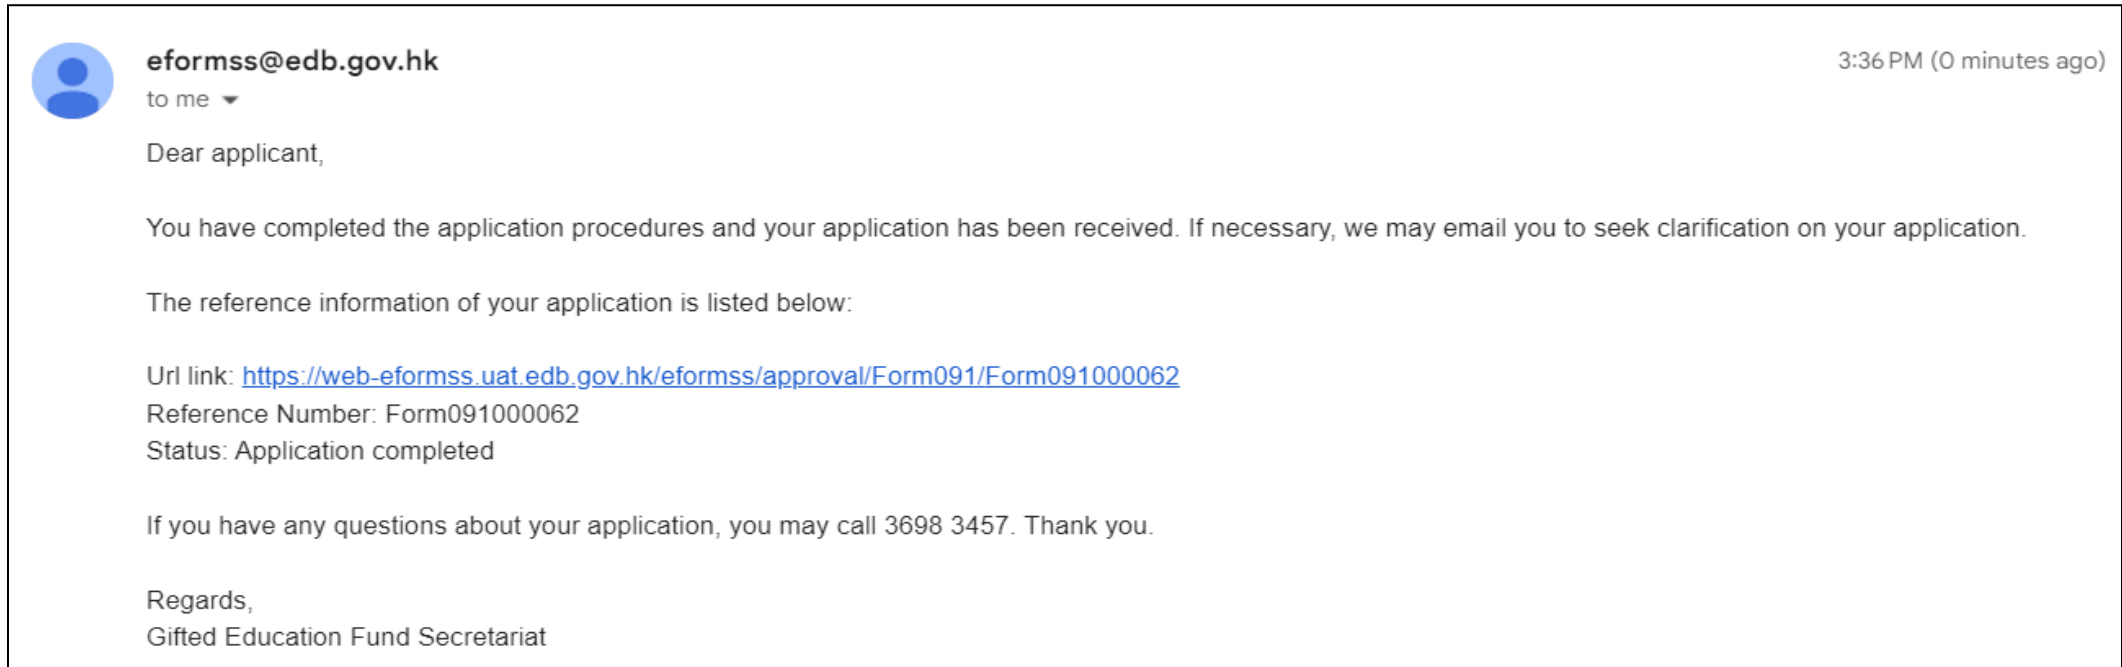 eformss@edb.gov.hk
3:36 PM (0 minutes ago)
to me
Dear applicant,
You have completed the application procedures and your application has been received. If necessary, we may email you to seek clarification on your application.
The reference information of your application is listed below:
Url link: https://web-eformss.uat.edb.gov.hk/eformss/approval/Form091/Form091000062
Reference Number: Form091000062
Status: Application completed
If you have any questions about your application, you may call 3698 3457. Thank you.
Regards,
Gifted Education Fund Secretariat